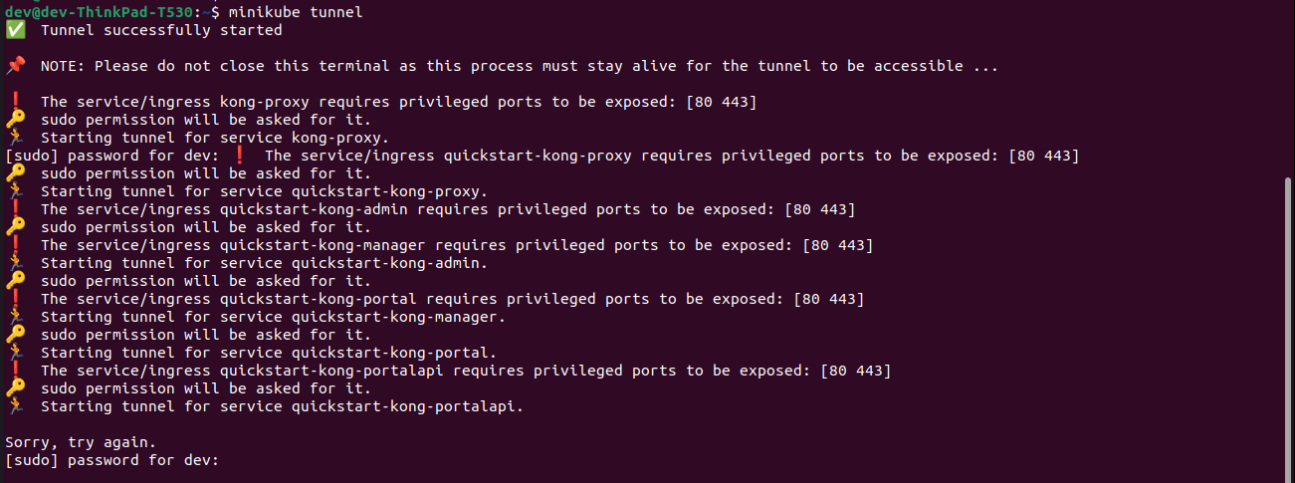 dev@dev-ThinkPad-T530:~$ minikube tunnel
✅  Tunnel successfully started
📌  NOTE: Please do not close this terminal as this process must stay alive for the tunnel to be accessible ...
❗  The service/ingress kong-proxy requires privileged ports to be exposed: [80 443]
🔑  sudo permission will be asked for it.
🏃  Starting tunnel for service kong-proxy.
[sudo] password for dev: ❗  The service/ingress quickstart-kong-proxy requires privileged ports to be exposed: [80 443]
🔑  sudo permission will be asked for it.
🏃  Starting tunnel for service quickstart-kong-proxy.
❗  The service/ingress quickstart-kong-admin requires privileged ports to be exposed: [80 443]
🔑  sudo permission will be asked for it.
❗  The service/ingress quickstart-kong-manager requires privileged ports to be exposed: [80 443]
🏃  Starting tunnel for service quickstart-kong-admin.
🔑  sudo permission will be asked for it.
❗  The service/ingress quickstart-kong-portal requires privileged ports to be exposed: [80 443]
🏃  Starting tunnel for service quickstart-kong-manager.
🔑  sudo permission will be asked for it.
🏃  Starting tunnel for service quickstart-kong-portal.
❗  The service/ingress quickstart-kong-portalapi requires privileged ports to be exposed: [80 443]
🔑  sudo permission will be asked for it.
🏃  Starting tunnel for service quickstart-kong-portalapi.
Sorry, try again.
[sudo] password for dev: